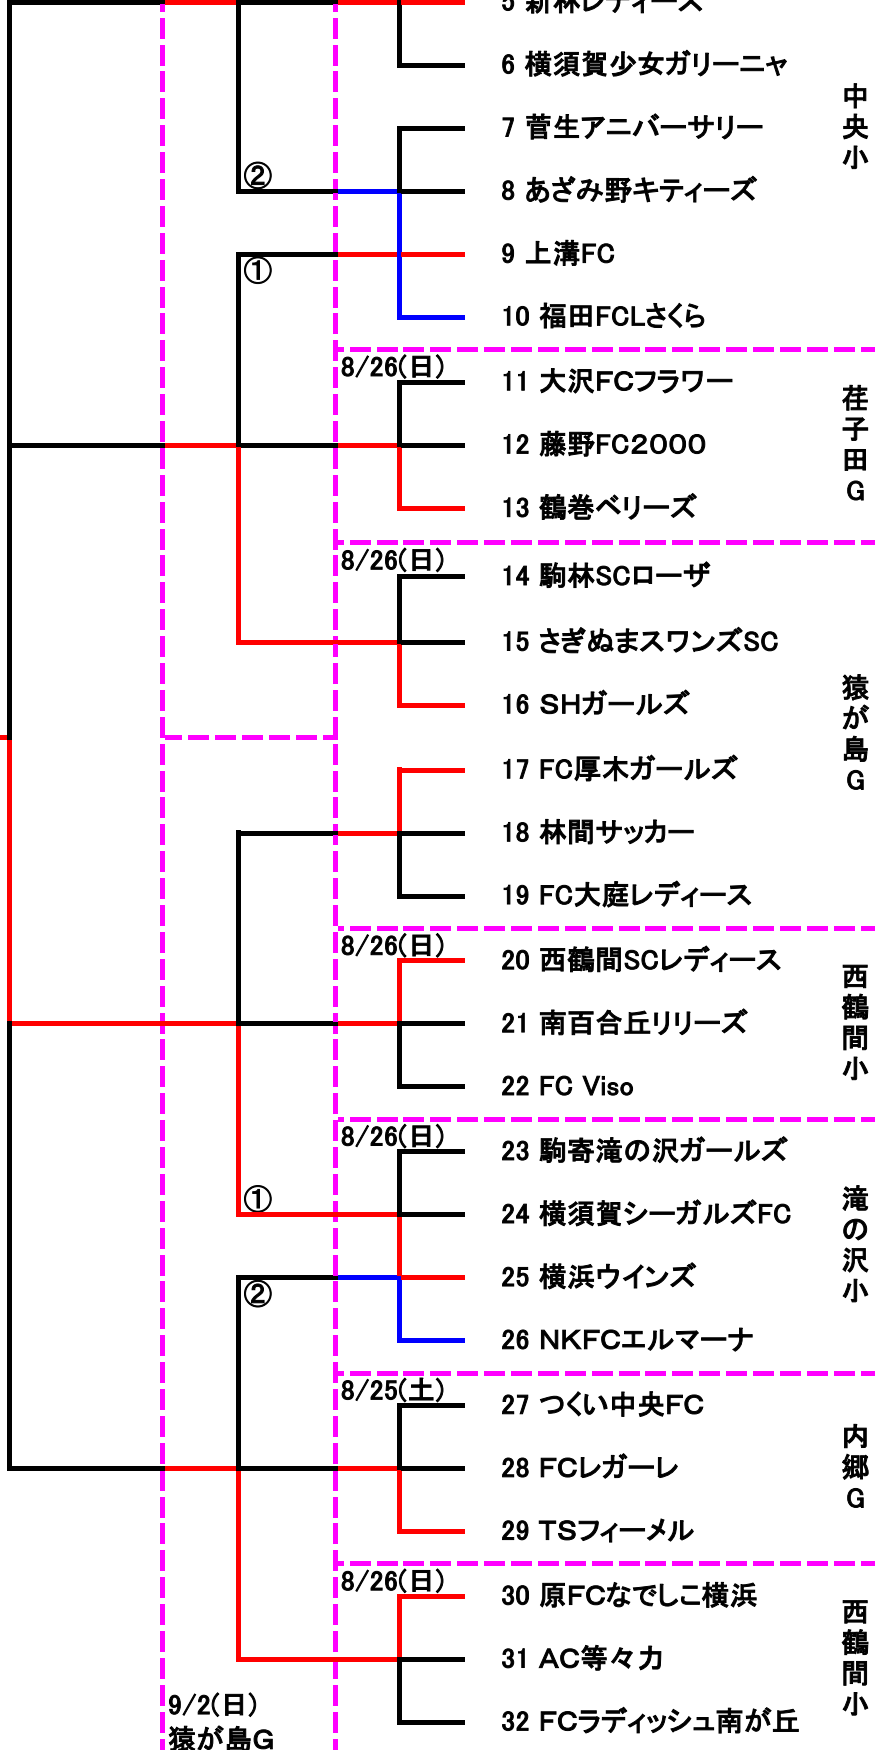 5 新林レディース
6 横須賀少女ガリーニャ
7 菅生アニバーサリー
8 あざみ野キティーズ
9 上溝FC
10 福田FCLさくら
中央小
②
①
8/26(日)
11 大沢FCフラワー
12 藤野FC2000
13 鶴巻ベリーズ
荏子田G
8/26(日)
14 駒林SCローザ
15 さぎぬまスワンズSC
16 SHガールズ
17 FC厚木ガールズ
18 林間サッカー
19 FC大庭レディース
猿が島G
8/26(日)
20 西鶴間SCレディース
21 南百合丘リリーズ
22 FC Viso
西鶴間小
8/26(日)
23 駒寄滝の沢ガールズ
24 横須賀シーガルズFC
25 横浜ウインズ
26 NKFCエルマーナ
滝の沢小
①
②
8/25(土)
27 つくい中央FC
28 FCレガーレ
29 TSフィーメル
内郷G
8/26(日)
30 原FCなでしこ横浜
31 AC等々力
32 FCラディッシュ南が丘
西鶴間小
9/2(日)
猿が島G